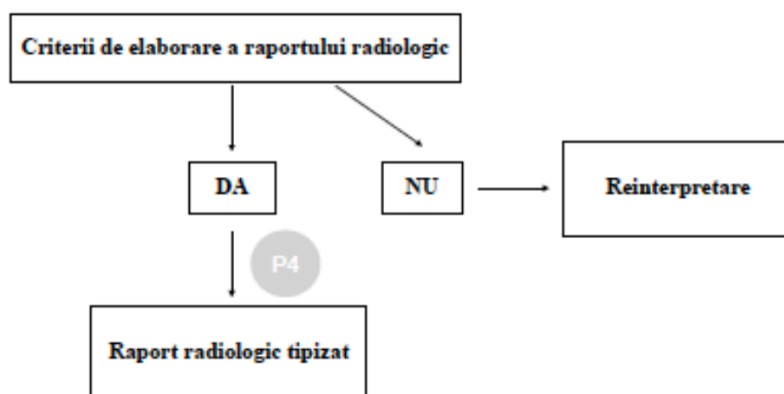 Criterii de elaborare a raportului radiologic
DA
NU
Reinterpretare
P4
Raport radiologic tipizat